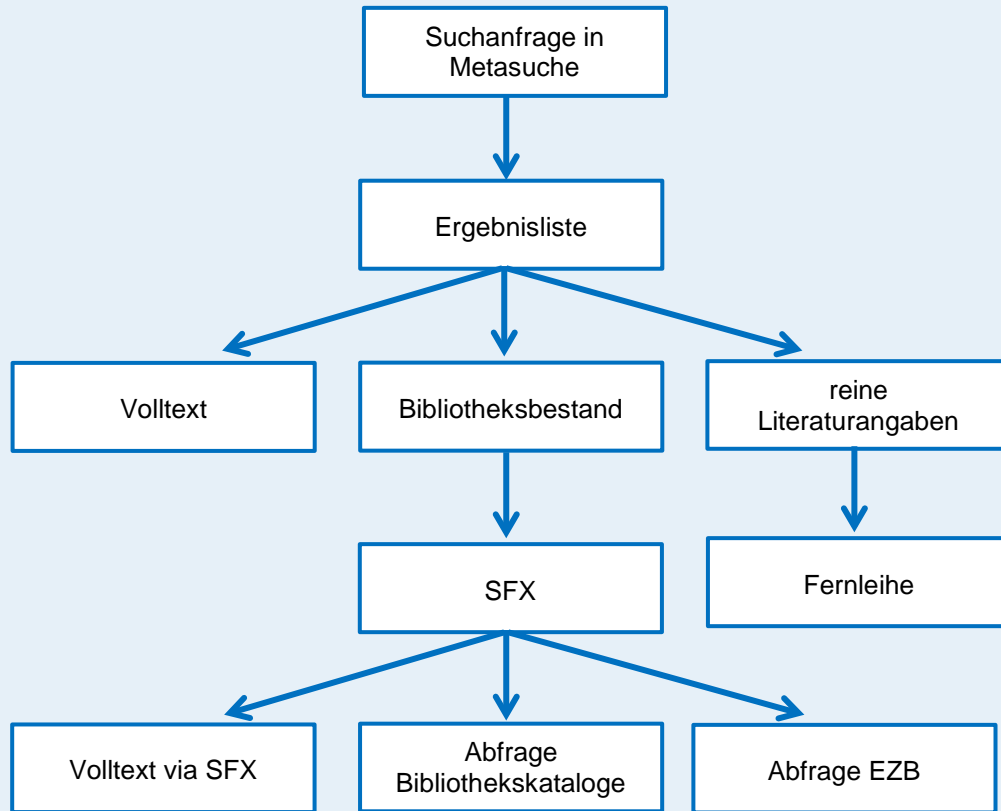 Suchanfrage in
Metasuche
Ergebnisliste
Volltext
Bibliotheksbestand
reine
Literaturangaben
SFX
Fernleihe
Volltext via SFX
Abfrage
Bibliothekskataloge
Abfrage EZB